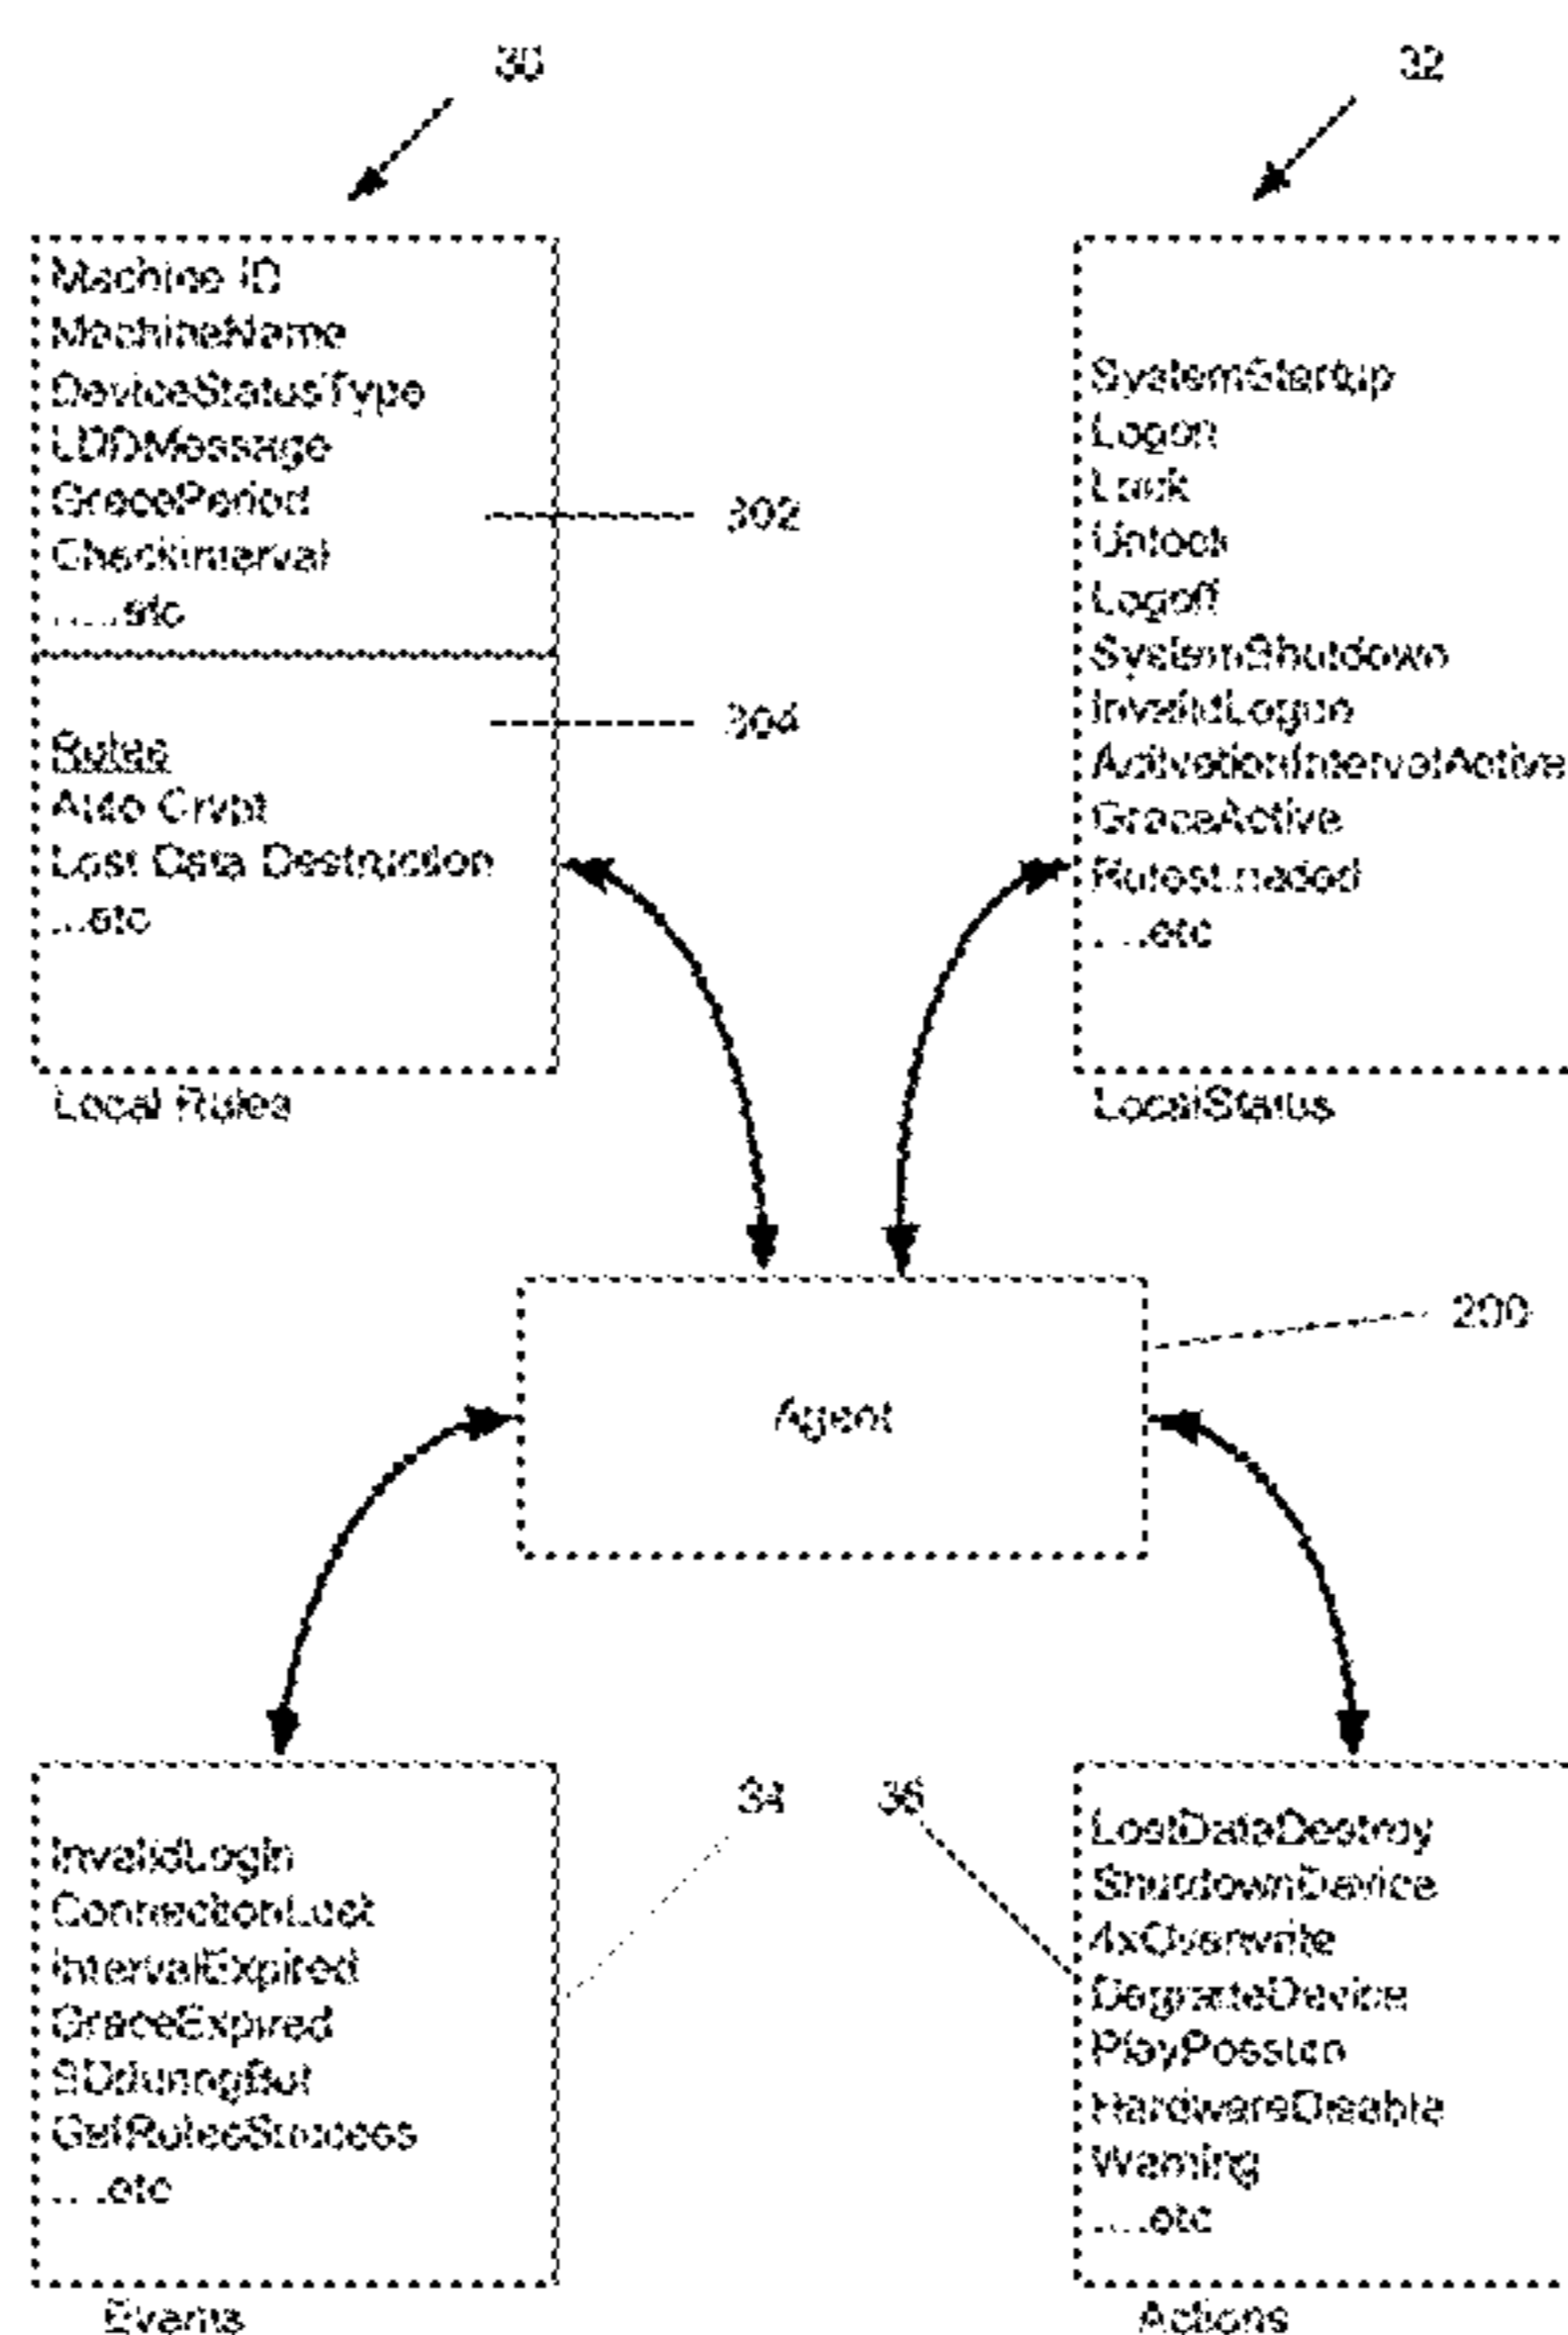 30
32
Machine ID
MachineName
DeviceStatusType
LDDMessage
GracePeriod
CheckInterval
.....etc
302
304
Rules
Auto Crypt
Lost Data Destruction
...etc
Local Rules
SystemStartup
Logon
Lock
Unlock
Logoff
SystemShutdown
InvalidLogon
ActivationIntervalActive
GraceActive
RulesLoaded
....etc
LocalStatus
Agent
200
34
36
InvalidLogin
ConnectionLost
IntervalExpired
GraceExpired
GetRulesSuccess
....etc
Events
LostDataDestroy
ShutdownDevice
4xOverwrite
DegradeDevice
HardwareDisable
Warning
....etc
Actions